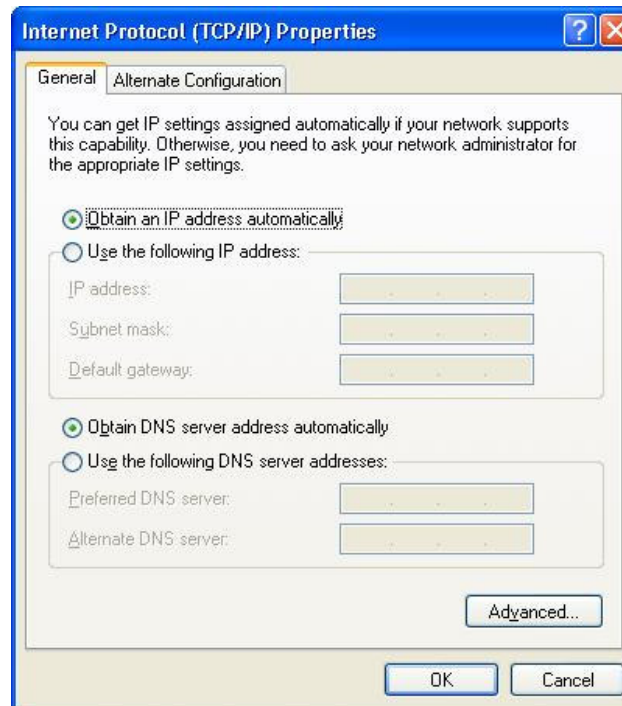 Internet Protocol (TCP/IP) Properties
General
Alternate Configuration
You can get IP settings assigned automatically if your network supports
this capability. Otherwise, you need to ask your network administrator for
the appropriate IP settings.
Obtain an IP address automatically
Use the following IP address:
IP address:
Subnet mask:
Default gateway:
Obtain DNS server address automatically
Use the following DNS server addresses:
Preferred DNS server:
Alternate DNS server:
Advanced...
OK
Cancel